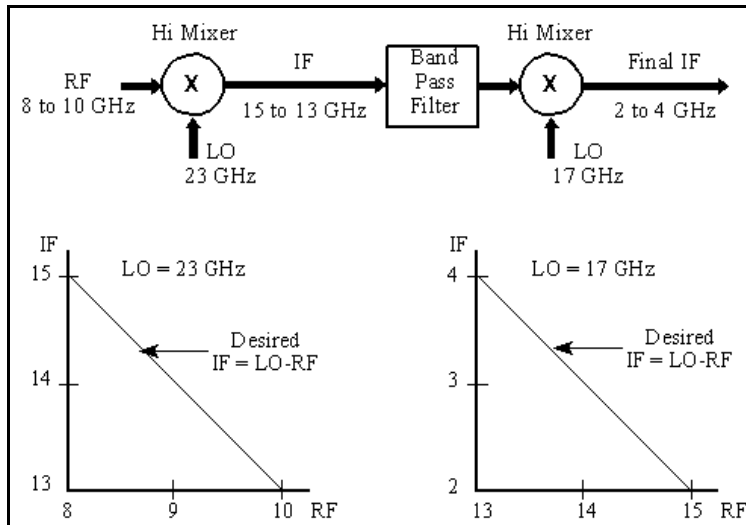 Hi Mixer
Hi Mixer
RF
8 to 10 GHz
X
IF
15 to 13 GHz
Band
Pass
Filter
X
Final IF
2 to 4 GHz
LO
23 GHz
LO
17 GHz
IF
15
14
13
LO = 23 GHz
Desired
IF = LO-RF
8
9
10
RF
IF
4
3
2
LO = 17 GHz
Desired
IF = LO-RF
13
14
15
RF